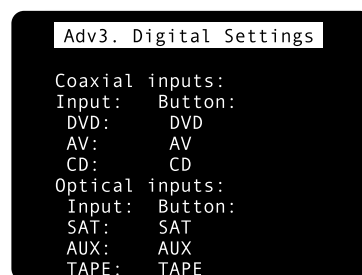 Adv3. Digital Settings
Coaxial inputs:
Input: Button:
DVD: DVD
AV: AV
CD: CD
Optical inputs:
Input: Button:
SAT: SAT
AUX: AUX
TAPE: TAPE